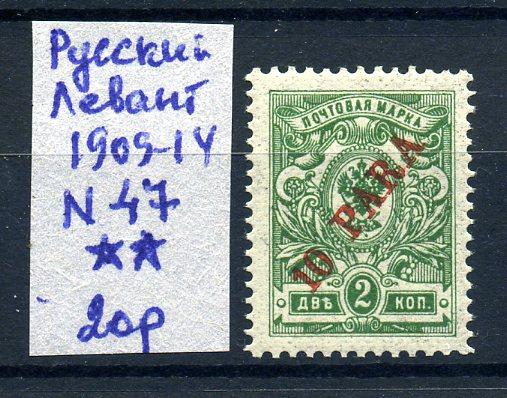 Русский
Левант
1909-14
N 47
★★
20р
ПОЧТОВАЯ МАРКА
10 PARA
ДВѢ 2 КОП.